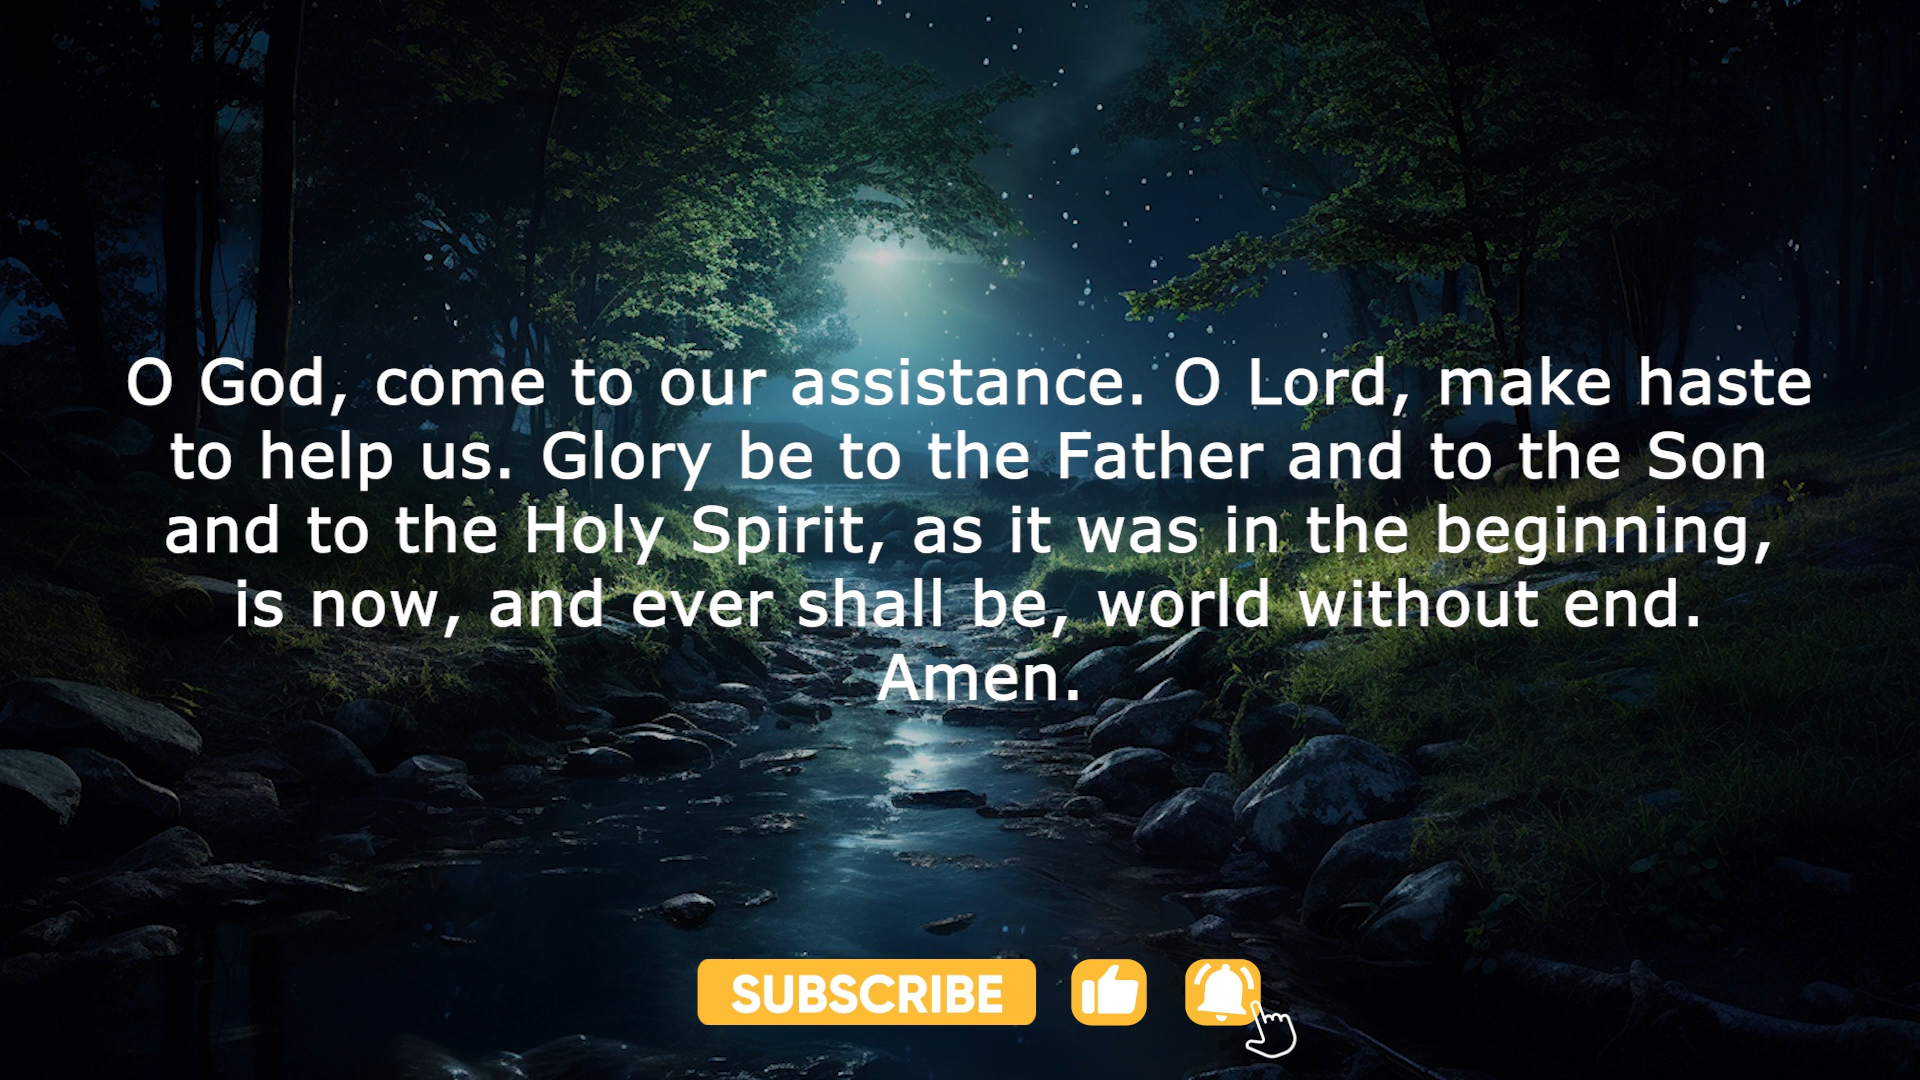 O God, come to our assistance. O Lord, make haste
to help us. Glory be to the Father and to the Son
and to the Holy Spirit, as it was in the beginning,
is now, and ever shall be, world without end.
Amen.
SUBSCRIBE